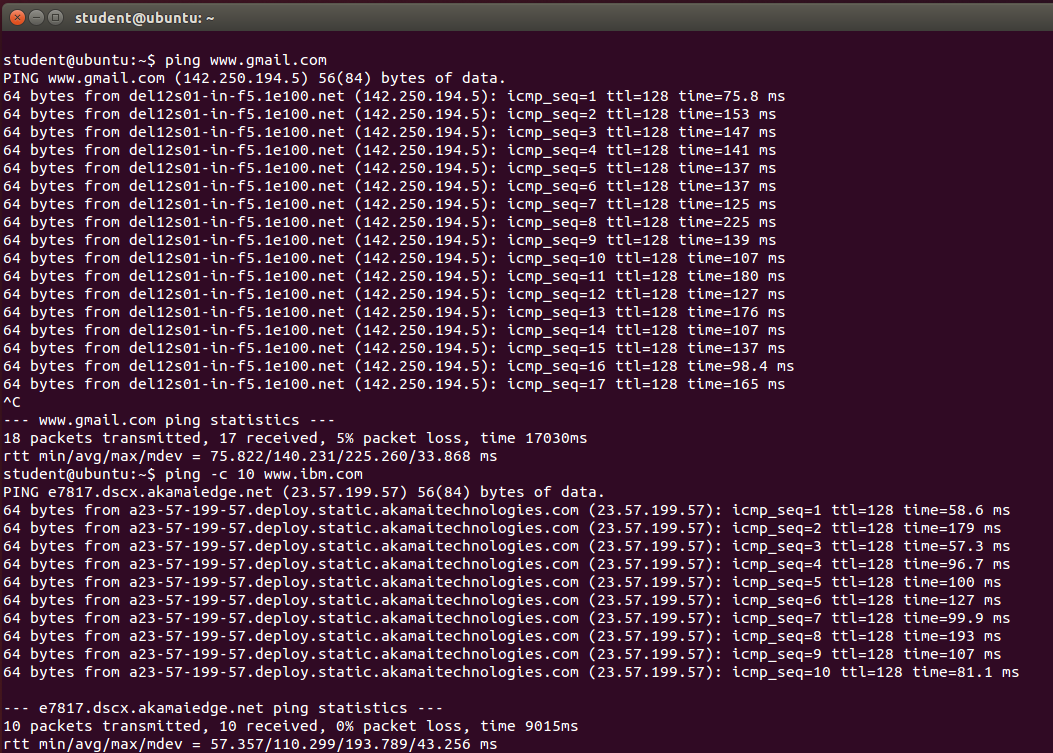 student@ubuntu: ~
student@ubuntu:~$ ping www.gmail.com
PING www.gmail.com (142.250.194.5) 56(84) bytes of data.
64 bytes from del12s01-in-f5.1e100.net (142.250.194.5): icmp_seq=1 ttl=128 time=75.8 ms
64 bytes from del12s01-in-f5.1e100.net (142.250.194.5): icmp_seq=2 ttl=128 time=153 ms
64 bytes from del12s01-in-f5.1e100.net (142.250.194.5): icmp_seq=3 ttl=128 time=147 ms
64 bytes from del12s01-in-f5.1e100.net (142.250.194.5): icmp_seq=4 ttl=128 time=141 ms
64 bytes from del12s01-in-f5.1e100.net (142.250.194.5): icmp_seq=5 ttl=128 time=137 ms
64 bytes from del12s01-in-f5.1e100.net (142.250.194.5): icmp_seq=6 ttl=128 time=137 ms
64 bytes from del12s01-in-f5.1e100.net (142.250.194.5): icmp_seq=7 ttl=128 time=125 ms
64 bytes from del12s01-in-f5.1e100.net (142.250.194.5): icmp_seq=8 ttl=128 time=225 ms
64 bytes from del12s01-in-f5.1e100.net (142.250.194.5): icmp_seq=9 ttl=128 time=139 ms
64 bytes from del12s01-in-f5.1e100.net (142.250.194.5): icmp_seq=10 ttl=128 time=107 ms
64 bytes from del12s01-in-f5.1e100.net (142.250.194.5): icmp_seq=11 ttl=128 time=180 ms
64 bytes from del12s01-in-f5.1e100.net (142.250.194.5): icmp_seq=12 ttl=128 time=127 ms
64 bytes from del12s01-in-f5.1e100.net (142.250.194.5): icmp_seq=13 ttl=128 time=176 ms
64 bytes from del12s01-in-f5.1e100.net (142.250.194.5): icmp_seq=14 ttl=128 time=107 ms
64 bytes from del12s01-in-f5.1e100.net (142.250.194.5): icmp_seq=15 ttl=128 time=137 ms
64 bytes from del12s01-in-f5.1e100.net (142.250.194.5): icmp_seq=16 ttl=128 time=98.4 ms
64 bytes from del12s01-in-f5.1e100.net (142.250.194.5): icmp_seq=17 ttl=128 time=165 ms
^C
--- www.gmail.com ping statistics ---
18 packets transmitted, 17 received, 5% packet loss, time 17030ms
rtt min/avg/max/mdev = 75.822/140.231/225.260/33.868 ms
student@ubuntu:~$ ping -c 10 www.ibm.com
PING e7817.dscx.akamaiedge.net (23.57.199.57) 56(84) bytes of data.
64 bytes from a23-57-199-57.deploy.static.akamaitechnologies.com (23.57.199.57): icmp_seq=1 ttl=128 time=58.6 ms
64 bytes from a23-57-199-57.deploy.static.akamaitechnologies.com (23.57.199.57): icmp_seq=2 ttl=128 time=179 ms
64 bytes from a23-57-199-57.deploy.static.akamaitechnologies.com (23.57.199.57): icmp_seq=3 ttl=128 time=57.3 ms
64 bytes from a23-57-199-57.deploy.static.akamaitechnologies.com (23.57.199.57): icmp_seq=4 ttl=128 time=96.7 ms
64 bytes from a23-57-199-57.deploy.static.akamaitechnologies.com (23.57.199.57): icmp_seq=5 ttl=128 time=100 ms
64 bytes from a23-57-199-57.deploy.static.akamaitechnologies.com (23.57.199.57): icmp_seq=6 ttl=128 time=127 ms
64 bytes from a23-57-199-57.deploy.static.akamaitechnologies.com (23.57.199.57): icmp_seq=7 ttl=128 time=99.9 ms
64 bytes from a23-57-199-57.deploy.static.akamaitechnologies.com (23.57.199.57): icmp_seq=8 ttl=128 time=193 ms
64 bytes from a23-57-199-57.deploy.static.akamaitechnologies.com (23.57.199.57): icmp_seq=9 ttl=128 time=107 ms
64 bytes from a23-57-199-57.deploy.static.akamaitechnologies.com (23.57.199.57): icmp_seq=10 ttl=128 time=81.1 ms
--- e7817.dscx.akamaiedge.net ping statistics ---
10 packets transmitted, 10 received, 0% packet loss, time 9015ms
rtt min/avg/max/mdev = 57.357/110.299/193.789/43.256 ms